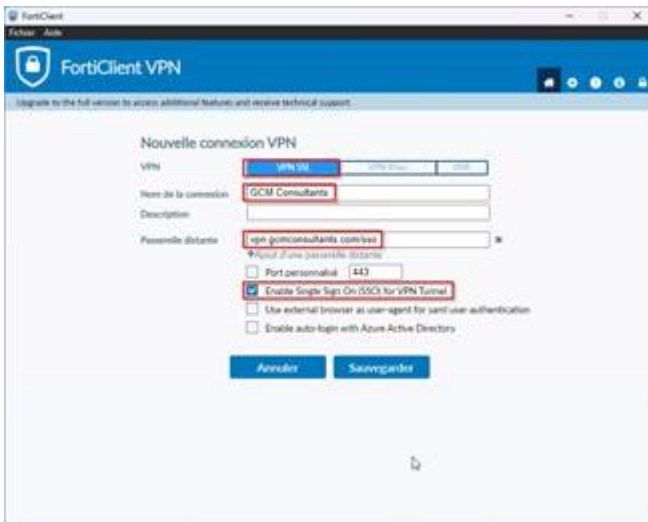 FortiClient
Fichier Aide
FortiClient VPN
Upgrade to the full version to access additional features and receive technical support.
Nouvelle connexion VPN
VPN VPN SSL VPN IPsec XML
Nom de la connexion GCM Consultants
Description
Passerelle distante vpn.gcmconsultants.com/sso
+Ajout d'une passerelle distante
Port personnalisé 443
Enable Single Sign On (SSO) for VPN Tunnel
Use external browser as user-agent for saml user authentication
Enable auto-login with Azure Active Directory
Annuler Sauvegarder